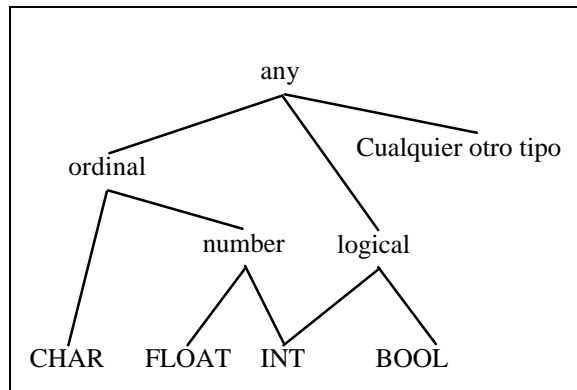 any
Cualquier otro tipo
ordinal
number logical
CHAR FLOAT INT BOOL